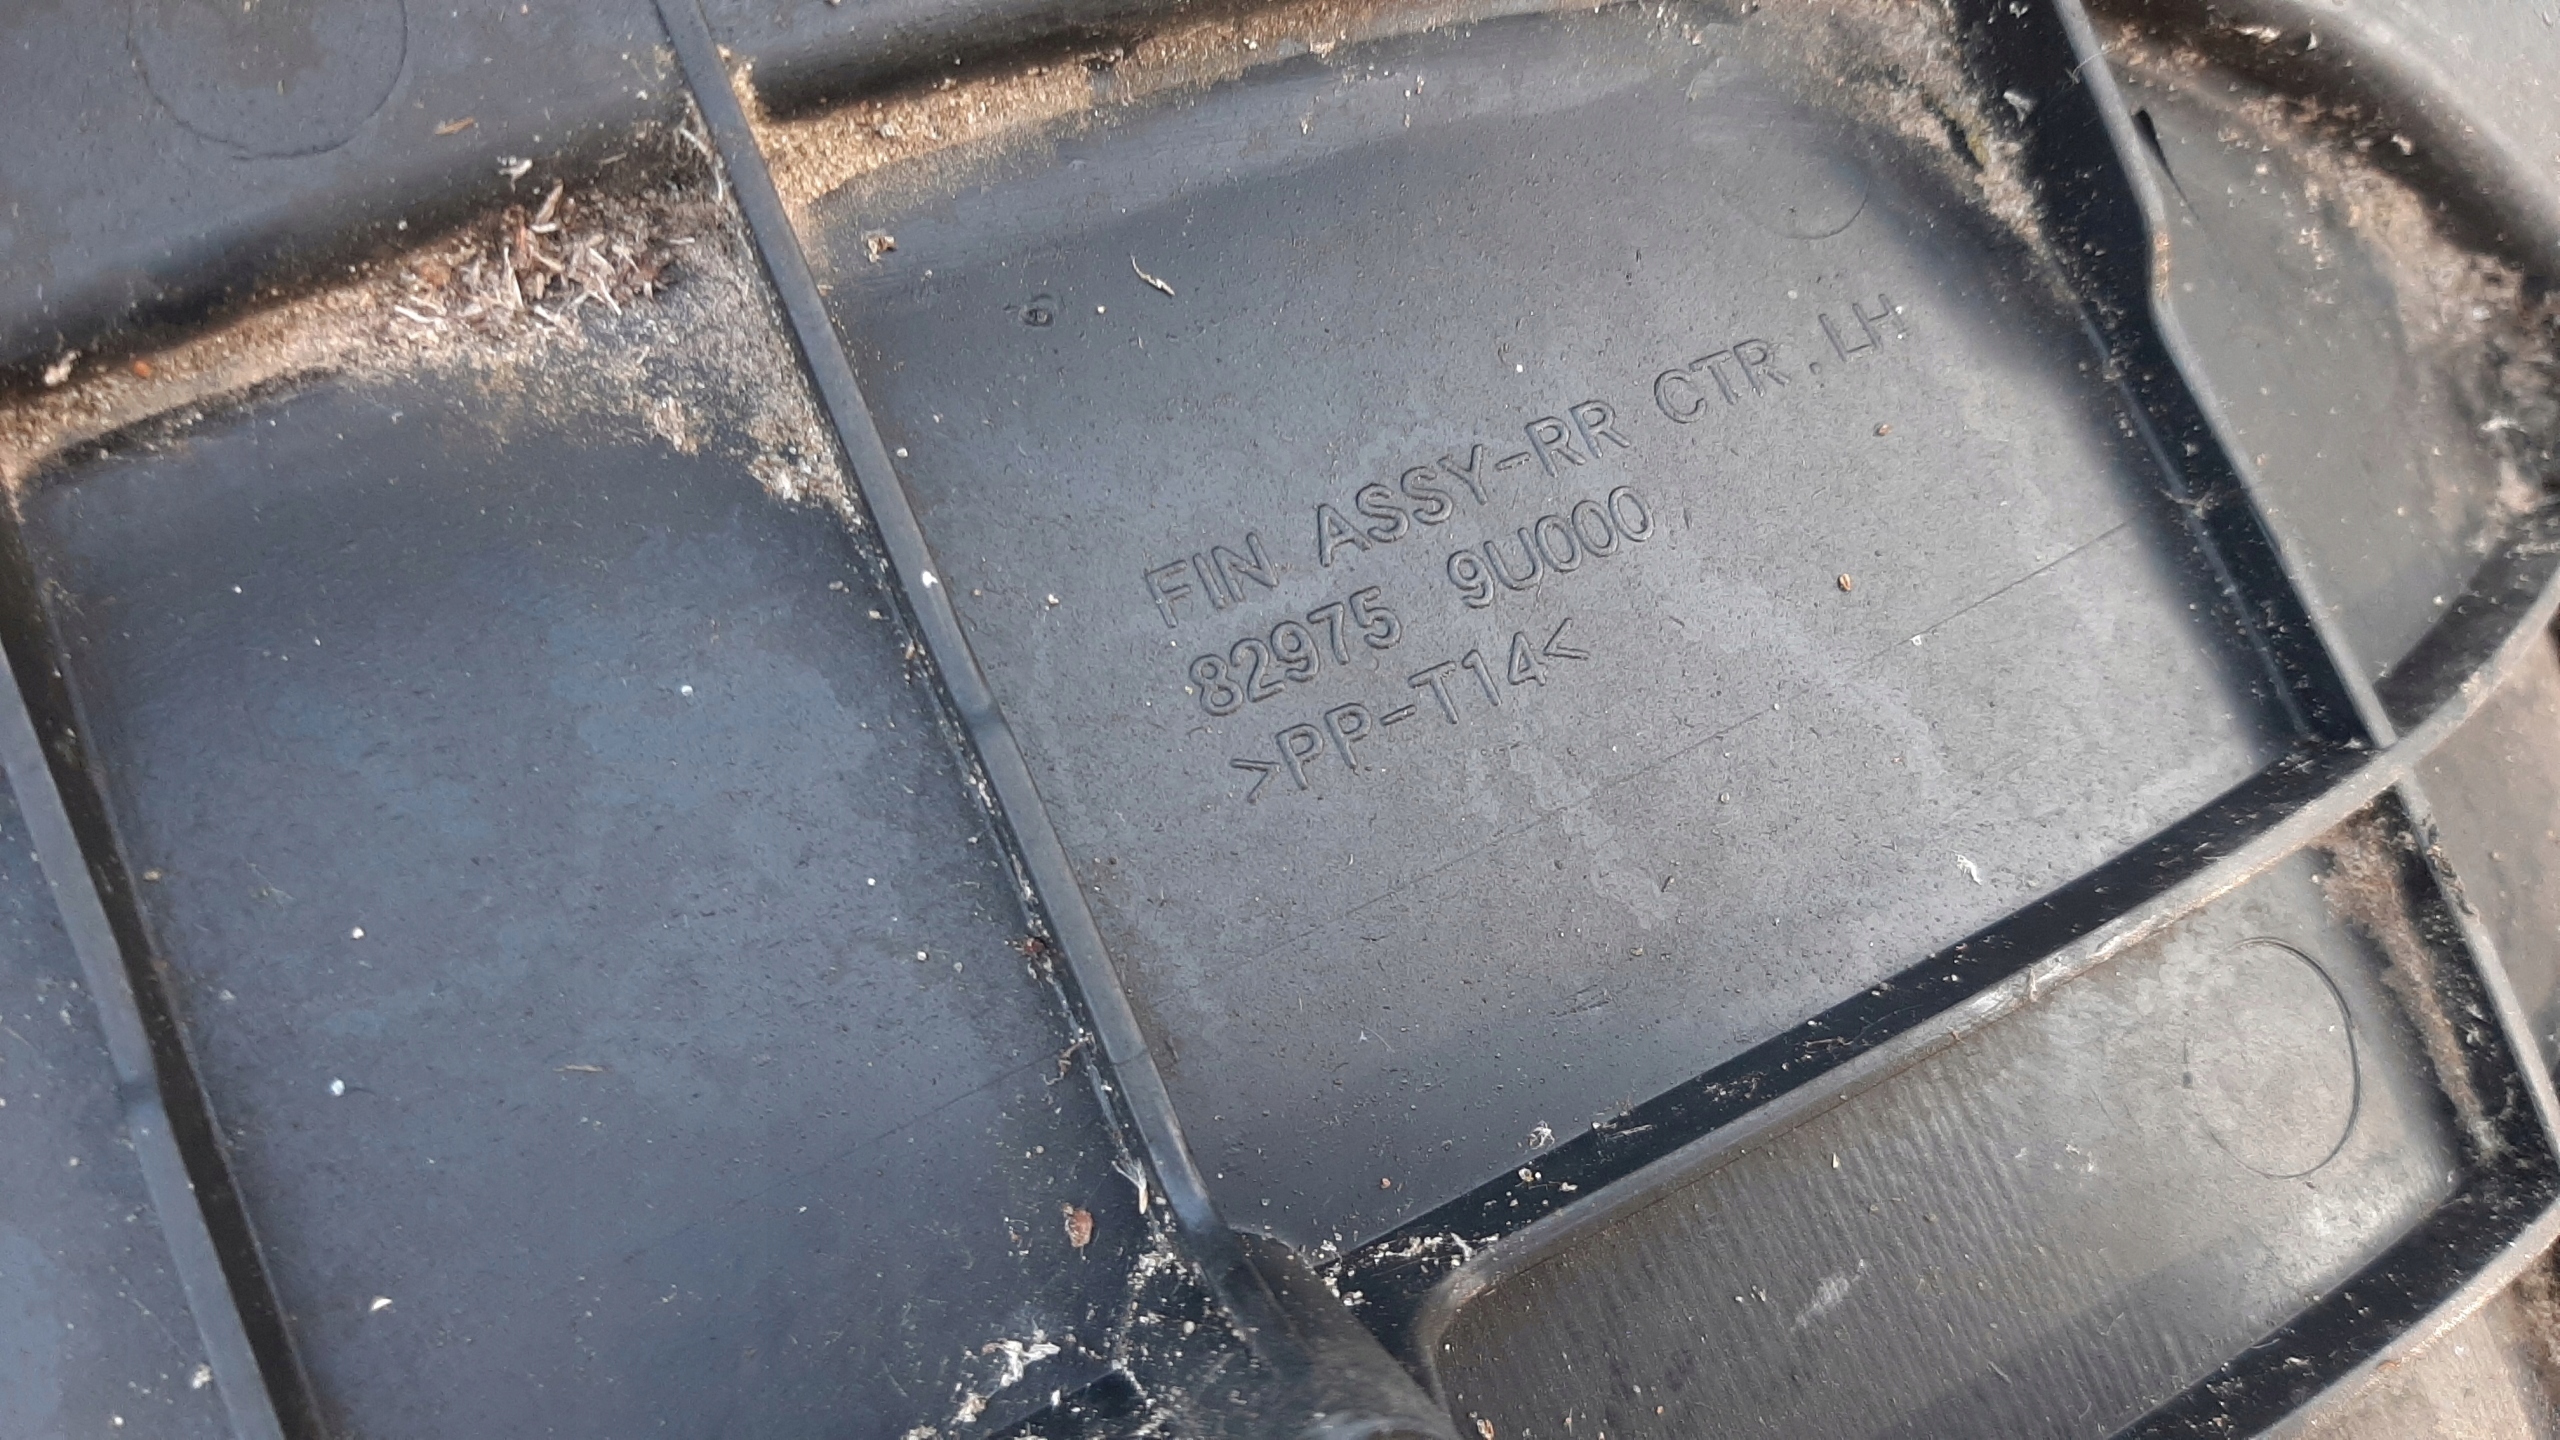 FIN ASSY-RR CTR.LH
82975 9U000
>PP-T14<